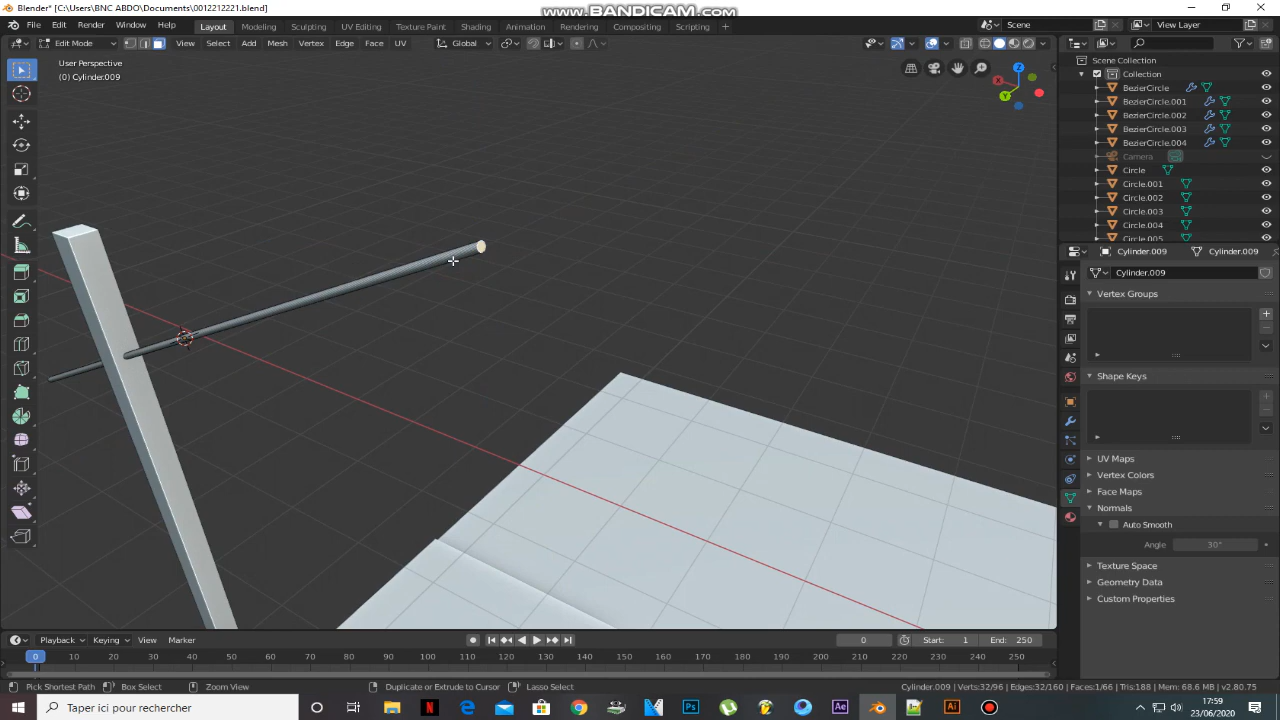 Blender* [C:\Users\BNC ABDO\Documents\0012212221.blend]
www.BANDICAM.com
File Edit Render Window Help Layout Modeling Sculpting UV Editing Texture Paint Shading Animation Rendering Compositing Scripting + Scene View Layer
Edit Mode View Select Add Mesh Vertex Edge Face UV Global
User Perspective
(0) Cylinder.009
Z
X
Y
Scene Collection
Collection
BezierCircle
BezierCircle.001
BezierCircle.002
BezierCircle.003
BezierCircle.004
Camera
Circle
Circle.001
Circle.002
Circle.003
Circle.004
Circle.005
Cylinder.009 Cylinder.009
Cylinder.009
Vertex Groups
Shape Keys
UV Maps
Vertex Colors
Face Maps
Normals
Auto Smooth
Angle 30°
Texture Space
Geometry Data
Custom Properties
Playback Keying View Marker 0 Start: 1 End: 250
0 10 20 30 40 50 60 70 80 90 100 110 120 130 140 150 160 170 180 190 200 210 220 230 240 250
Pick Shortest Path Box Select Zoom View Duplicate or Extrude to Cursor Lasso Select Cylinder.009 | Verts:32/96 | Edges:32/160 | Faces:1/66 | Tris:188 | Mem: 68.6 MB | v2.80.75
Taper ici pour rechercher
N
Ps
Ae
Ai
17:59
23/06/2020